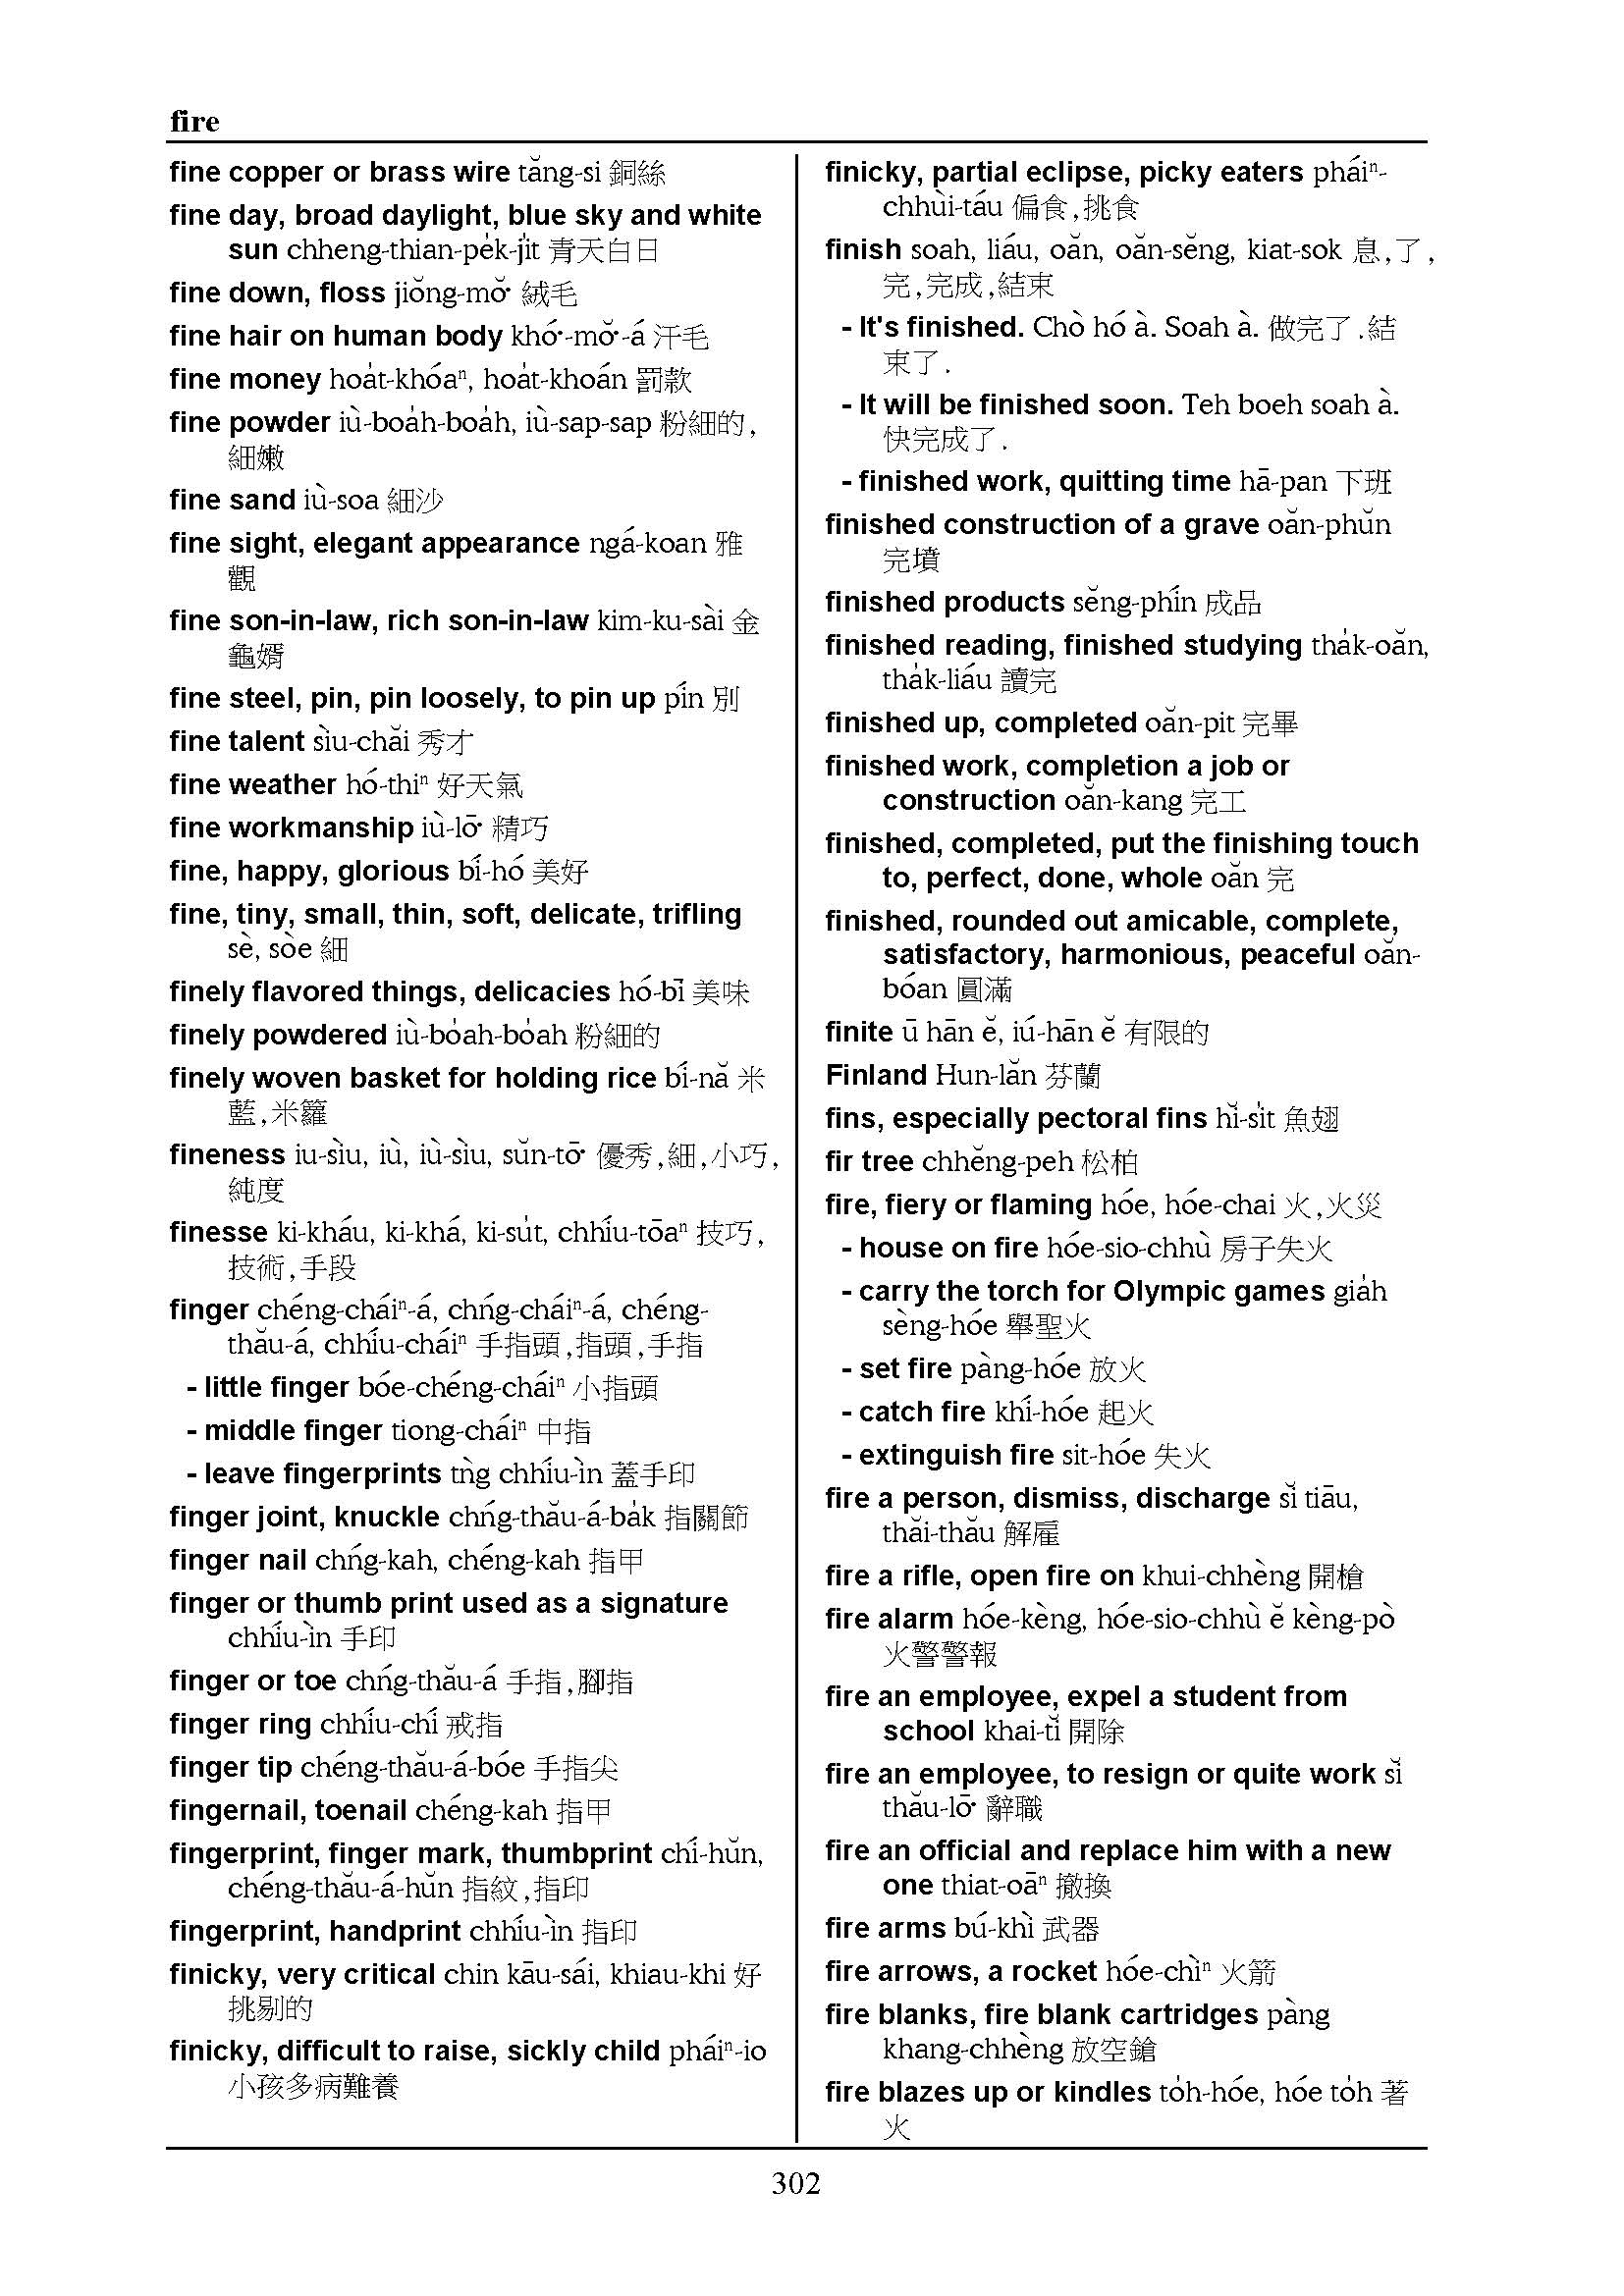 fire
fine copper or brass wire tăng-si 銅絲
fine day, broad daylight, blue sky and white
sun chheng-thian-pe̍k-ji̍t 青天白日
fine down, floss jiŏng-mŏ͘ 絨毛
fine hair on human body khó͘-mŏ͘-á 汗毛
fine money hoa̍t-khóaⁿ, hoa̍t-khoán 罰款
fine powder iù-boa̍h-boa̍h, iù-sap-sap 粉細的,
細嫩
fine sand iù-soa 細沙
fine sight, elegant appearance ngá-koan 雅
觀
fine son-in-law, rich son-in-law kim-ku-sài 金
龜婿
fine steel, pin, pin loosely, to pin up pín 別
fine talent sìu-chăi 秀才
fine weather hó-thiⁿ 好天氣
fine workmanship iù-lō͘ 精巧
fine, happy, glorious bí-hó 美好
fine, tiny, small, thin, soft, delicate, trifling
sè, sòe 細
finely flavored things, delicacies hó-bī 美味
finely powdered iù-bo̍ah-bo̍ah 粉細的
finely woven basket for holding rice bí-nă 米
藍,米籮
fineness iu-sìu, iù, iù-sìu, sŭn-tō͘ 優秀,細,小巧,
純度
finesse ki-kháu, ki-khá, ki-su̍t, chhíu-tōaⁿ 技巧,
技術,手段
finger chéng-cháiⁿ-á, chńg-cháiⁿ-á, chéng-
thău-á, chhíu-cháiⁿ 手指頭,指頭,手指
- little finger bóe-chéng-cháiⁿ 小指頭
- middle finger tiong-cháiⁿ 中指
- leave fingerprints tǹg chhíu-ìn 蓋手印
finger joint, knuckle chńg-thău-á-ba̍k 指關節
finger nail chńg-kah, chéng-kah 指甲
finger or thumb print used as a signature
chhíu-ìn 手印
finger or toe chńg-thău-á 手指,腳指
finger ring chhíu-chí 戒指
finger tip chéng-thău-á-bóe 手指尖
fingernail, toenail chéng-kah 指甲
fingerprint, finger mark, thumbprint chí-hŭn,
chéng-thău-á-hŭn 指紋,指印
fingerprint, handprint chhíu-ìn 指印
finicky, very critical chin kāu-sái, khiau-khi 好
挑剔的
finicky, difficult to raise, sickly child pháiⁿ-io
小孩多病難養
finicky, partial eclipse, picky eaters pháiⁿ-
chhùi-táu 偏食,挑食
finish soah, liáu, oăn, oăn-sĕng, kiat-sok 息,了,
完,完成,結束
- It's finished. Chò hó à. Soah à. 做完了.結
束了.
- It will be finished soon. Teh boeh soah à.
快完成了.
- finished work, quitting time hā-pan 下班
finished construction of a grave oăn-phŭn
完墳
finished products sĕng-phín 成品
finished reading, finished studying tha̍k-oăn,
tha̍k-liáu 讀完
finished up, completed oăn-pit 完畢
finished work, completion a job or
construction oăn-kang 完工
finished, completed, put the finishing touch
to, perfect, done, whole oăn 完
finished, rounded out amicable, complete,
satisfactory, harmonious, peaceful oăn-
bóan 圓滿
finite ū hān ĕ, iú-hān ĕ 有限的
Finland Hun-lăn 芬蘭
fins, especially pectoral fins hĭ-si̍t 魚翅
fir tree chhĕng-peh 松柏
fire, fiery or flaming hóe, hóe-chai 火,火災
- house on fire hóe-sio-chhù 房子失火
- carry the torch for Olympic games gia̍h
sèng-hóe 舉聖火
- set fire pàng-hóe 放火
- catch fire khí-hóe 起火
- extinguish fire sit-hóe 失火
fire a person, dismiss, discharge sĭ tiāu,
thăi-thău 解雇
fire a rifle, open fire on khui-chhèng 開槍
fire alarm hóe-kèng, hóe-sio-chhù ĕ kèng-pò
火警警報
fire an employee, expel a student from
school khai-tĭ 開除
fire an employee, to resign or quite work sĭ
thău-lō͘ 辭職
fire an official and replace him with a new
one thiat-oāⁿ 撤換
fire arms bú-khì 武器
fire arrows, a rocket hóe-chìⁿ 火箭
fire blanks, fire blank cartridges pàng
khang-chhèng 放空鎗
fire blazes up or kindles to̍h-hóe, hóe to̍h 著
火
302